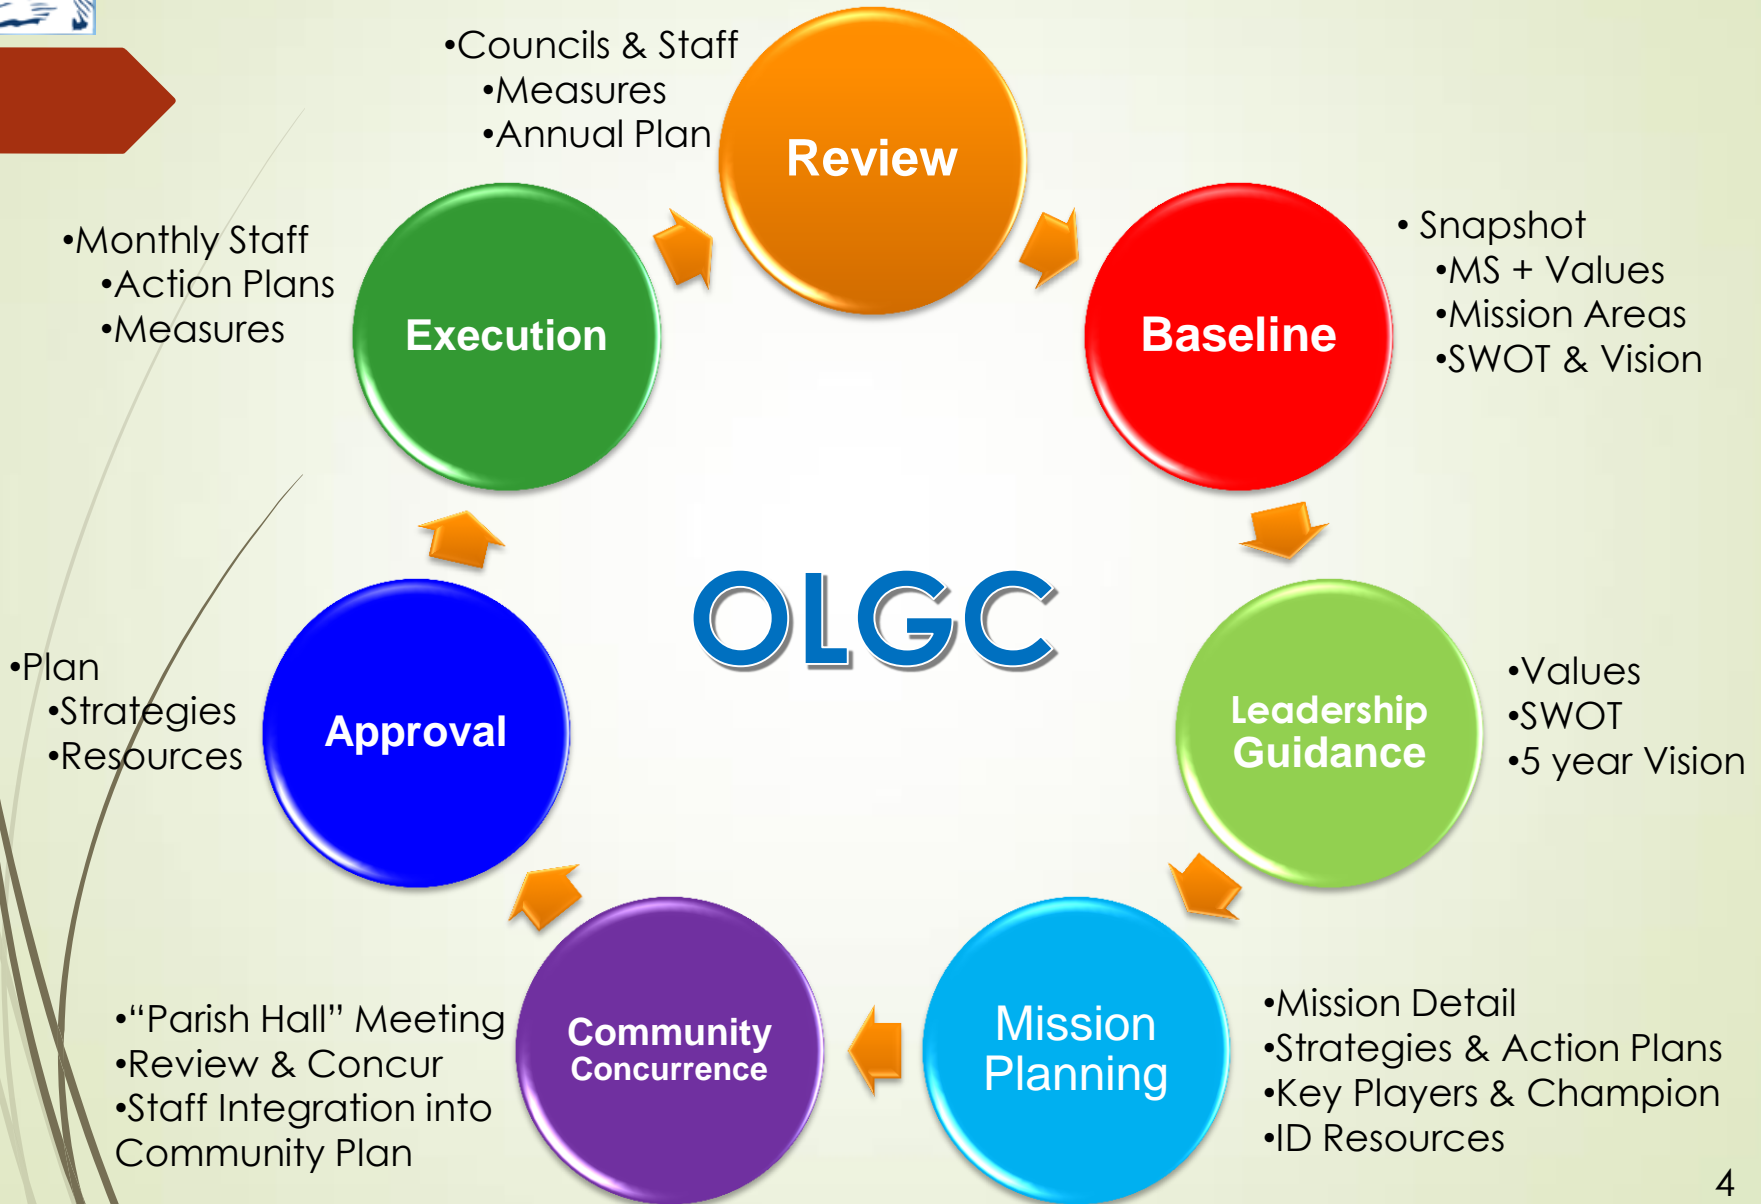 •Councils & Staff
•Measures
•Annual Plan
Review
•Monthly Staff
•Action Plans
•Measures
Execution
Baseline
• Snapshot
•MS + Values
•Mission Areas
•SWOT & Vision
OLGC
•Plan
•Strategies
•Resources
Approval
Leadership
Guidance
•Values
•SWOT
•5 year Vision
•“Parish Hall” Meeting
•Review & Concur
•Staff Integration into
Community Plan
Community
Concurrence
Mission
Planning
•Mission Detail
•Strategies & Action Plans
•Key Players & Champion
•ID Resources
4